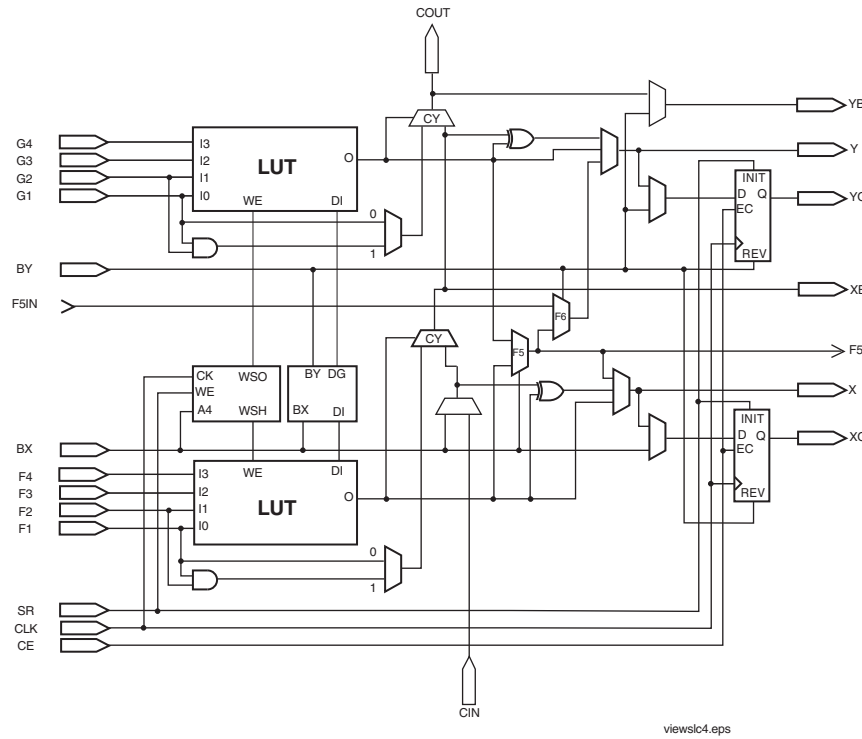 COUT
YB
CY
G4
I3
G3
I2
LUT
O
Y
G2
I1
G1
I0
WE
DI
INIT
D Q
EC
REV
YQ
0
1
BY
XB
F5IN
F6
CY
F5
F5
CK
WSO
WE
A4
WSH
BY DG
BX
DI
X
BX
INIT
D Q
EC
REV
XQ
F4
I3
WE
DI
F3
I2
LUT
O
F2
I1
F1
I0
0
1
SR
CLK
CE
CIN
viewslc4.eps